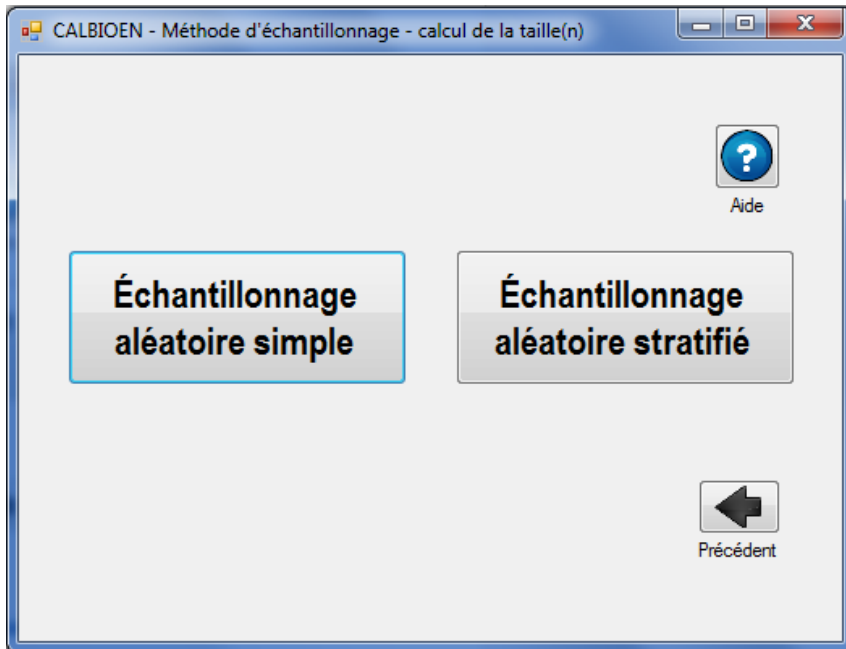 CALBIOEN - Méthode d'échantillonnage - calcul de la taille(n)
?
Aide
Échantillonnage
aléatoire simple
Échantillonnage
aléatoire stratifié
Précédent